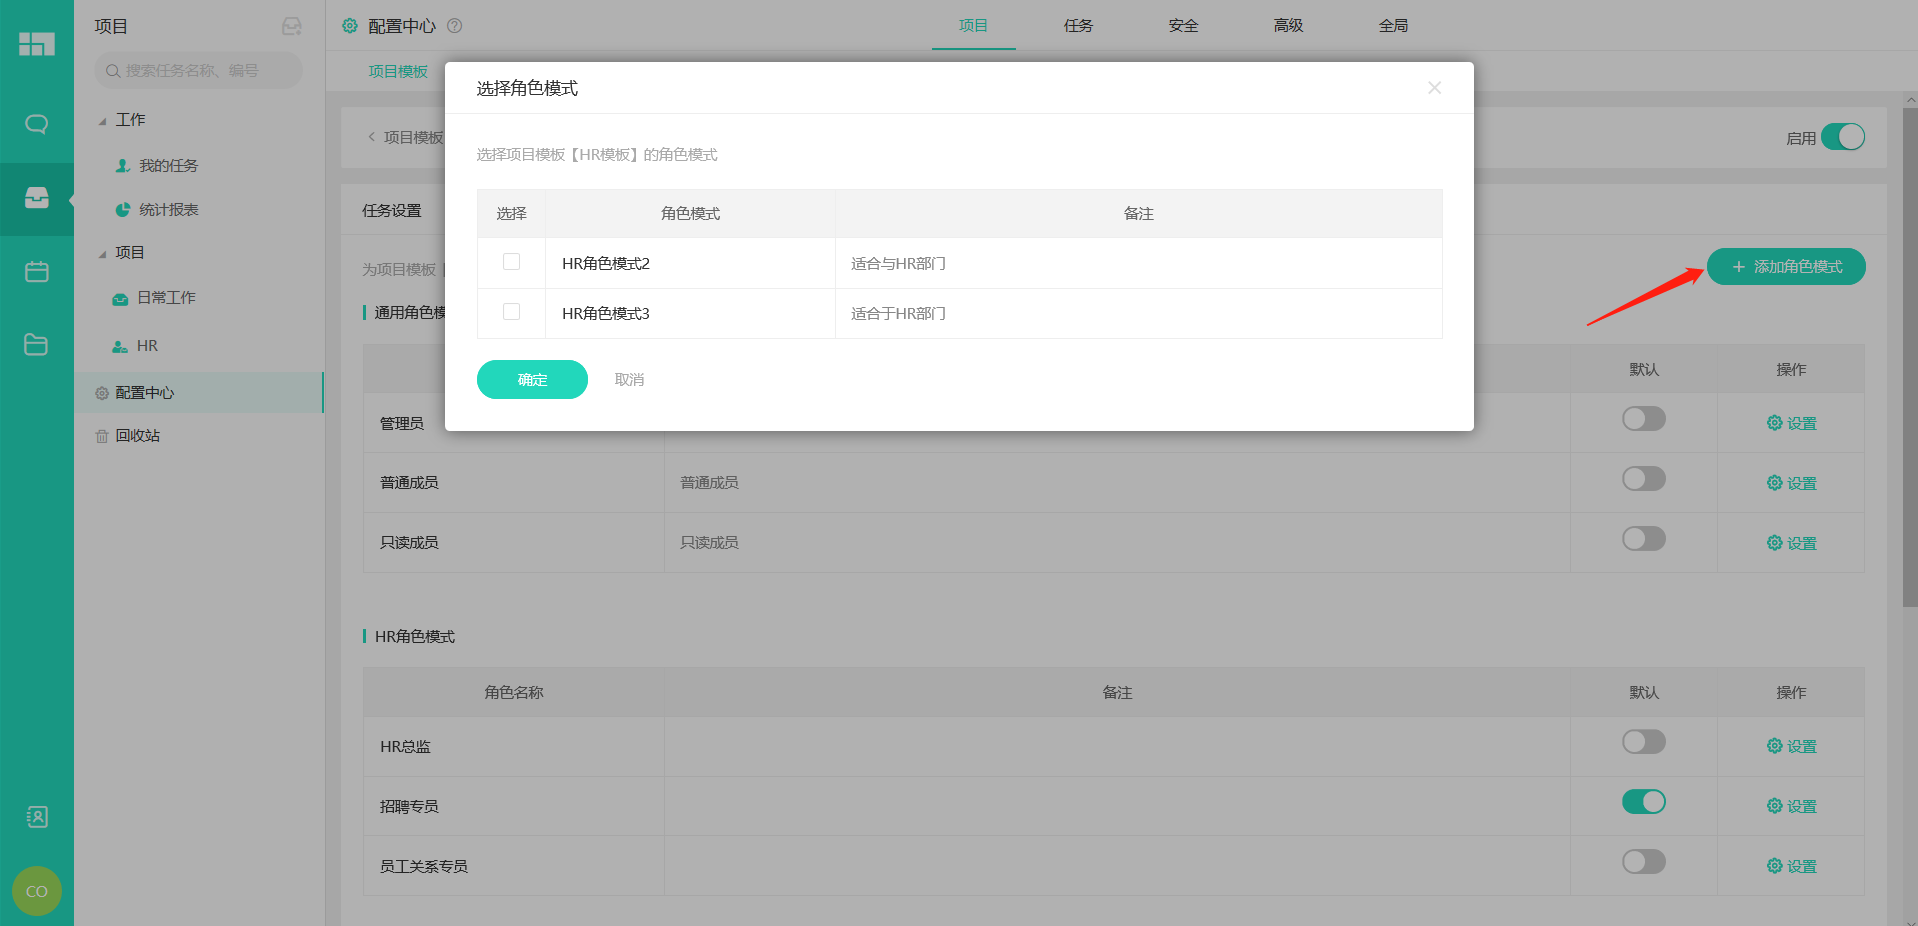 项目
搜索任务名称、编号
工作
我的任务
统计报表
项目
日常工作
HR
配置中心
回收站
CO
配置中心
项目
任务
安全
高级
全局
项目模板
项目模板
启用
任务设置
为项目模板
添加角色模式
通用角色模
默认
操作
管理员
设置
普通成员
普通成员
设置
只读成员
只读成员
设置
HR角色模式
角色名称
备注
默认
操作
HR总监
设置
招聘专员
设置
员工关系专员
设置
选择角色模式
选择项目模板【HR模板】的角色模式
选择
角色模式
备注
HR角色模式2
适合与HR部门
HR角色模式3
适合于HR部门
确定
取消